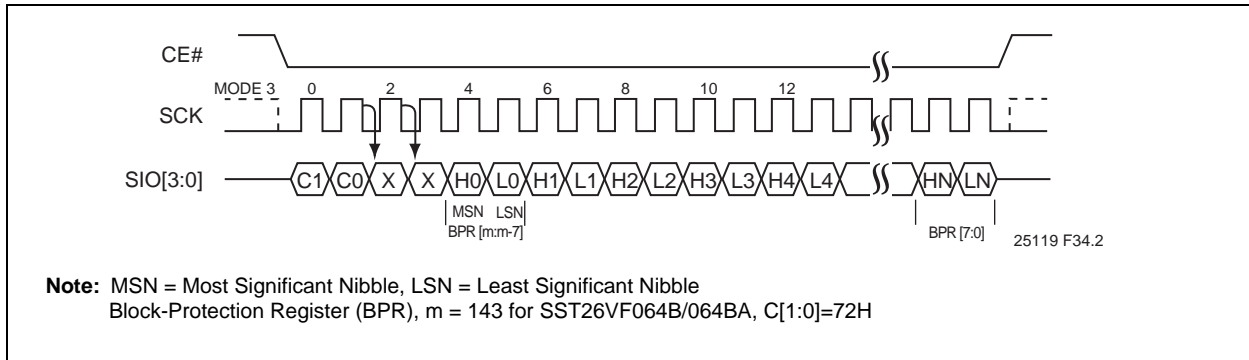 CE#
MODE 3 0 2 4 6 8 10 12
SCK
SIO[3:0] C1 C0 X X H0 L0 H1 L1 H2 L2 H3 L3 H4 L4 HN LN
MSN LSN
BPR [m:m-7] BPR [7:0]
25119 F34.2
Note: MSN = Most Significant Nibble, LSN = Least Significant Nibble
Block-Protection Register (BPR), m = 143 for SST26VF064B/064BA, C[1:0]=72H